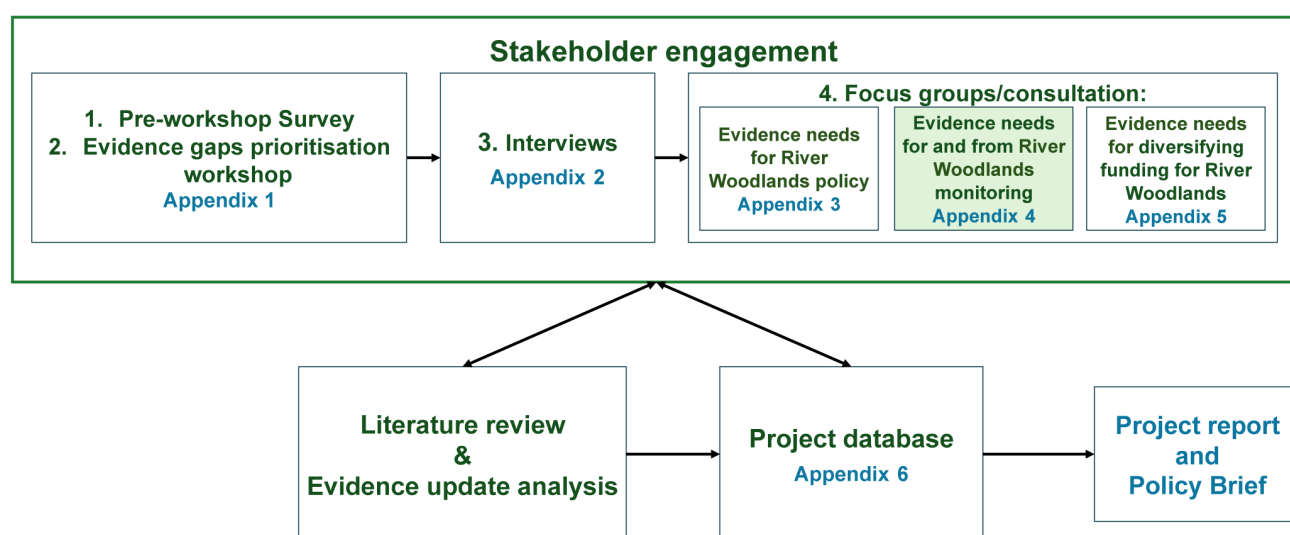 Stakeholder engagement
1. Pre-workshop Survey
2. Evidence gaps prioritisation
workshop
Appendix 1
3. Interviews
Appendix 2
4. Focus groups/consultation:
Evidence needs
for River
Woodlands policy
Appendix 3
Evidence needs
for and from River
Woodlands
monitoring
Appendix 4
Evidence needs
for diversifying
funding for River
Woodlands
Appendix 5
Literature review
&
Evidence update analysis
Project database
Appendix 6
Project report
and
Policy Brief